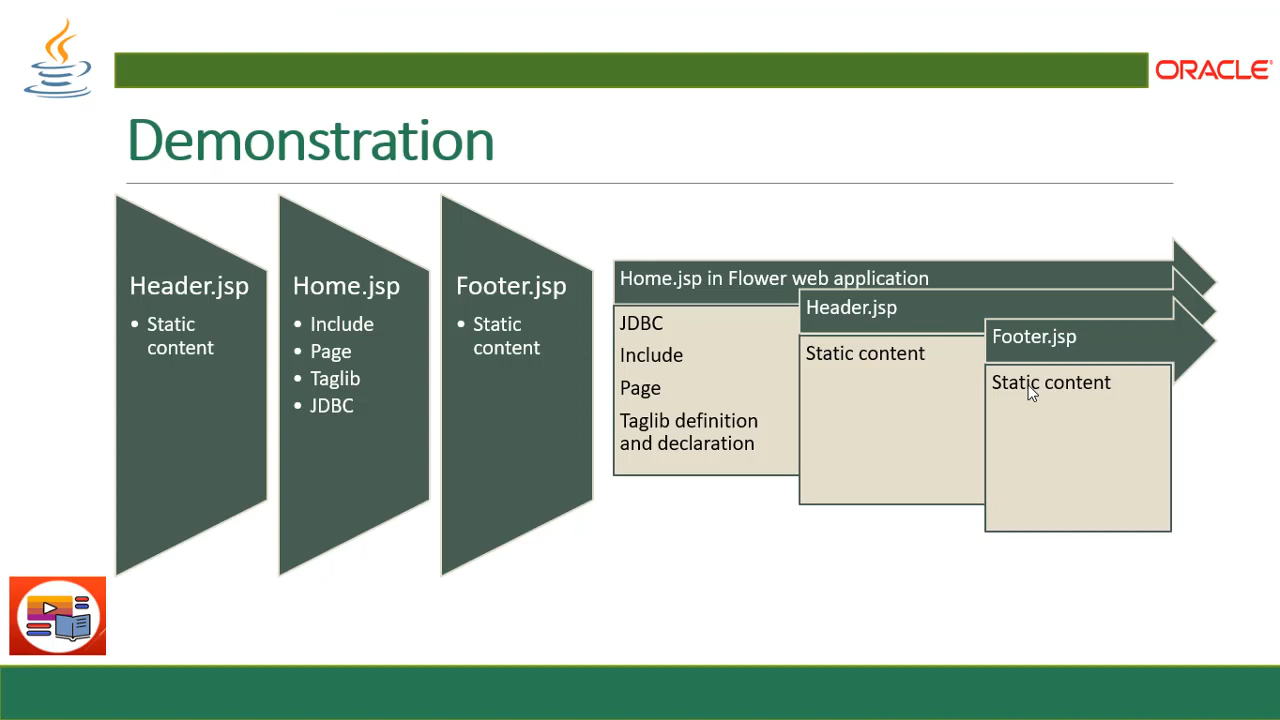 ORACLE
Demonstration
Header.jsp
• Static
content
Home.jsp
• Include
• Page
• Taglib
• JDBC
Footer.jsp
• Static
content
Home.jsp in Flower web application
JDBC
Include
Page
Taglib definition
and declaration
Header.jsp
Static content
Footer.jsp
Static content